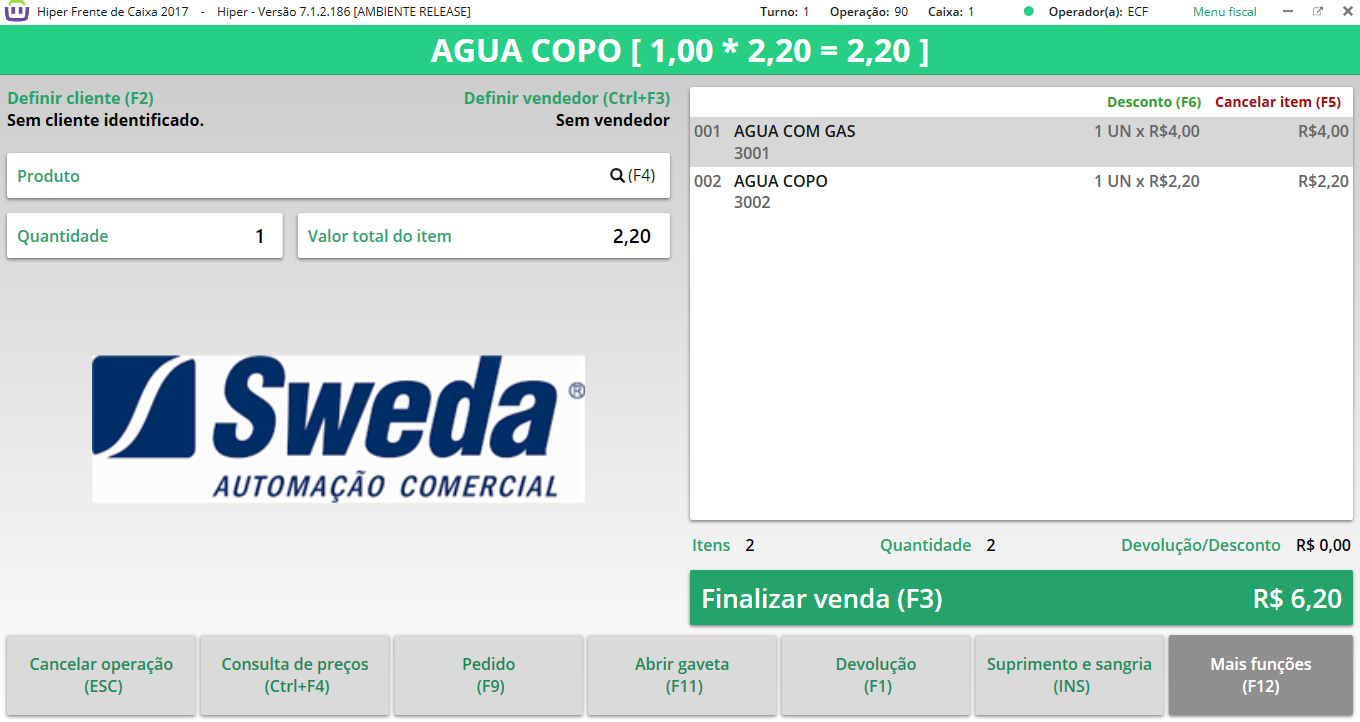 Hiper Frente de Caixa 2017 - Hiper - Versão 7.1.2.186 [AMBIENTE RELEASE] Turno: 1 Operação: 90 Caixa: 1 Operador(a): ECF Menu fiscal
AGUA COPO [ 1,00 * 2,20 = 2,20 ]
Definir cliente (F2) Definir vendedor (Ctrl+F3)
Sem cliente identificado. Sem vendedor
Produto (F4)
Quantidade 1 Valor total do item 2,20
Sweda ®
AUTOMAÇÃO COMERCIAL
Desconto (F6) Cancelar item (F5)
001 AGUA COM GAS 1 UN x R$4,00 R$4,00
3001
002 AGUA COPO 1 UN x R$2,20 R$2,20
3002
Itens 2 Quantidade 2 Devolução/Desconto R$ 0,00
Finalizar venda (F3) R$ 6,20
Cancelar operação
(ESC)
Consulta de preços
(Ctrl+F4)
Pedido
(F9)
Abrir gaveta
(F11)
Devolução
(F1)
Suprimento e sangria
(INS)
Mais funções
(F12)